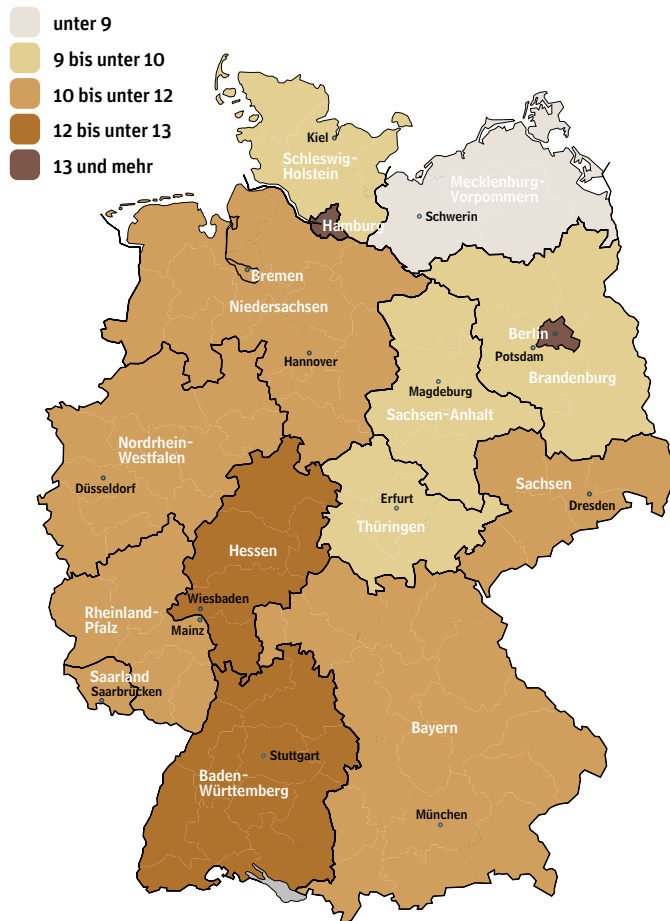 unter 9
9 bis unter 10
10 bis unter 12
12 bis unter 13
13 und mehr
Kiel
Schleswig-
Holstein
Mecklenburg-
Vorpommern
Schwerin
Hamburg
Bremen
Niedersachsen
Hannover
Berlin
Potsdam
Brandenburg
Magdeburg
Sachsen-Anhalt
Nordrhein-
Westfalen
Düsseldorf
Sachsen
Dresden
Erfurt
Thüringen
Hessen
Wiesbaden
Rheinland-
Pfalz
Mainz
Saarland
Saarbrücken
Bayern
Stuttgart
Baden-
Württemberg
München